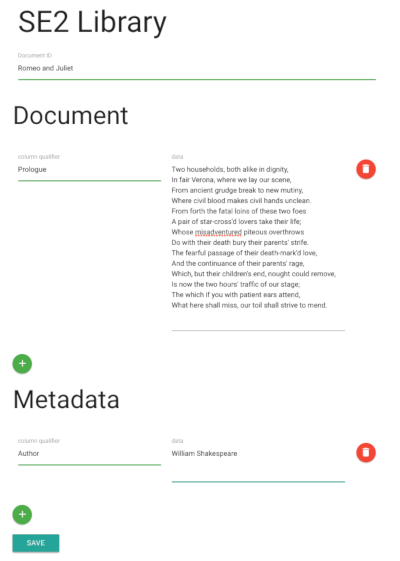 SE2 Library
Document ID
Romeo and Juliet
Document
column qualifier
data
Prologue
Two households, both alike in dignity,
In fair Verona, where we lay our scene,
From ancient grudge break to new mutiny,
Where civil blood makes civil hands unclean.
From forth the fatal loins of these two foes
A pair of star-cross'd lovers take their life;
Whose misadventured piteous overthrows
Do with their death bury their parents' strife.
The fearful passage of their death-mark'd love,
And the continuance of their parents' rage,
Which, but their children's end, nought could remove,
Is now the two hours' traffic of our stage;
The which if you with patient ears attend,
What here shall miss, our toil shall strive to mend.
+
Metadata
column qualifier
data
Author
William Shakespeare
+
SAVE